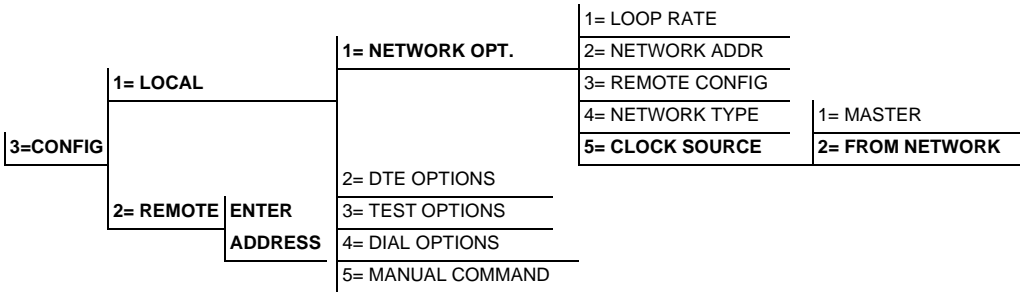 1= LOOP RATE
1= NETWORK OPT. 2= NETWORK ADDR
1= LOCAL 3= REMOTE CONFIG
4= NETWORK TYPE 1= MASTER
3=CONFIG 5= CLOCK SOURCE 2= FROM NETWORK
2= DTE OPTIONS
2= REMOTE ENTER 3= TEST OPTIONS
ADDRESS 4= DIAL OPTIONS
5= MANUAL COMMAND